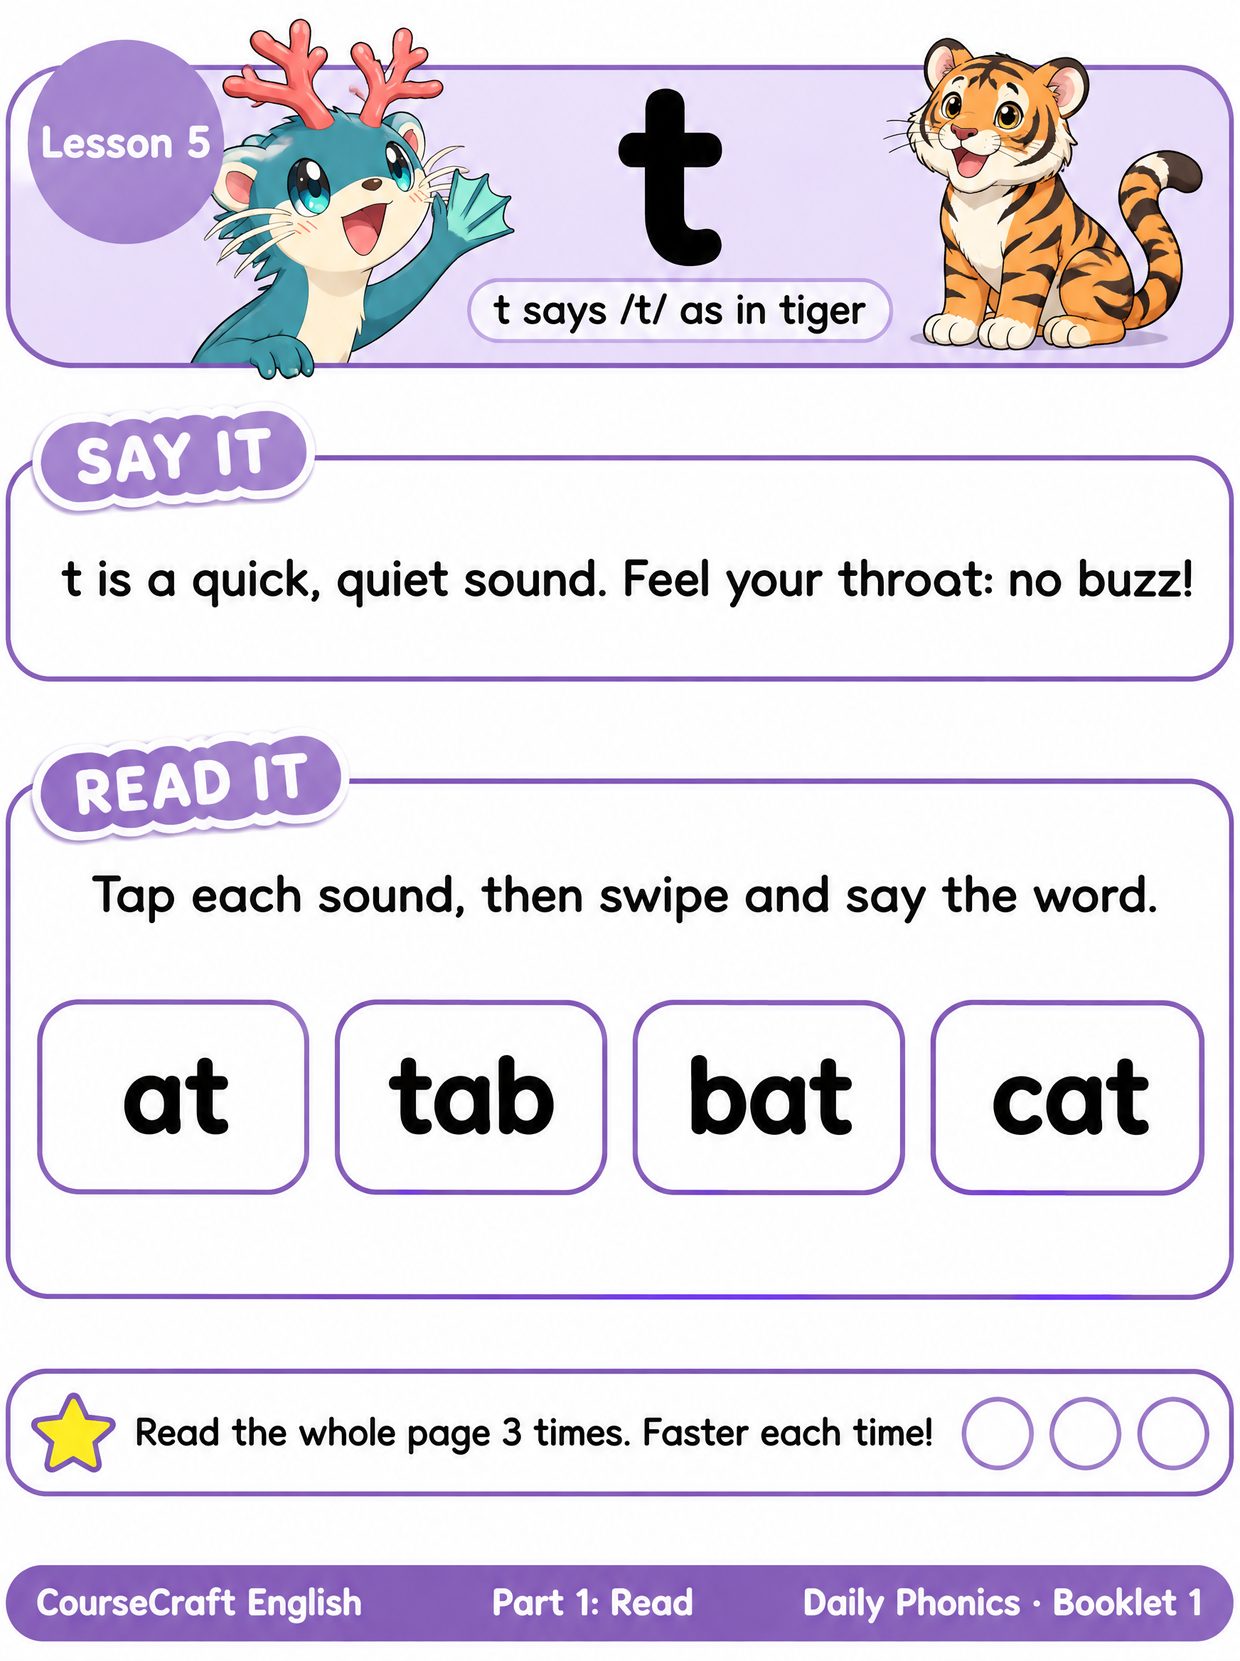 Lesson 5
t
t says /t/ as in tiger
SAY IT
t is a quick, quiet sound. Feel your throat: no buzz!
READ IT
Tap each sound, then swipe and say the word.
at
tab
bat
cat
Read the whole page 3 times. Faster each time!
CourseCraft English
Part 1: Read
Daily Phonics · Booklet 1